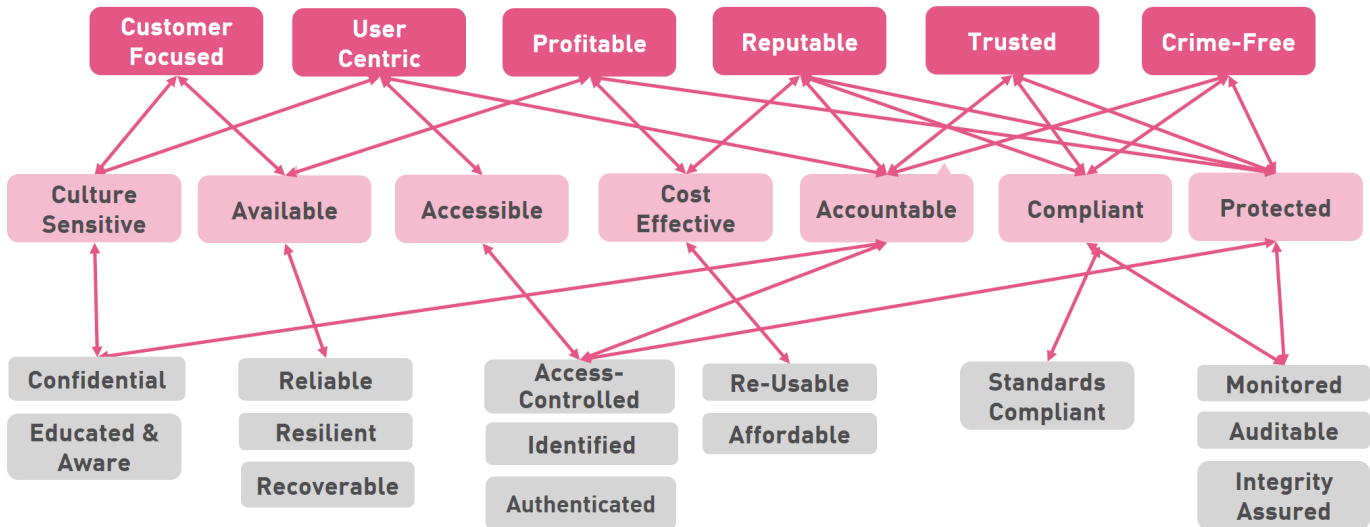 Customer
Focused
User
Centric
Profitable
Reputable
Trusted
Crime-Free
Culture
Sensitive
Available
Accessible
Cost
Effective
Accountable
Compliant
Protected
Confidential
Educated &
Aware
Reliable
Resilient
Recoverable
Access-
Controlled
Identified
Authenticated
Re-Usable
Affordable
Standards
Compliant
Monitored
Auditable
Integrity
Assured